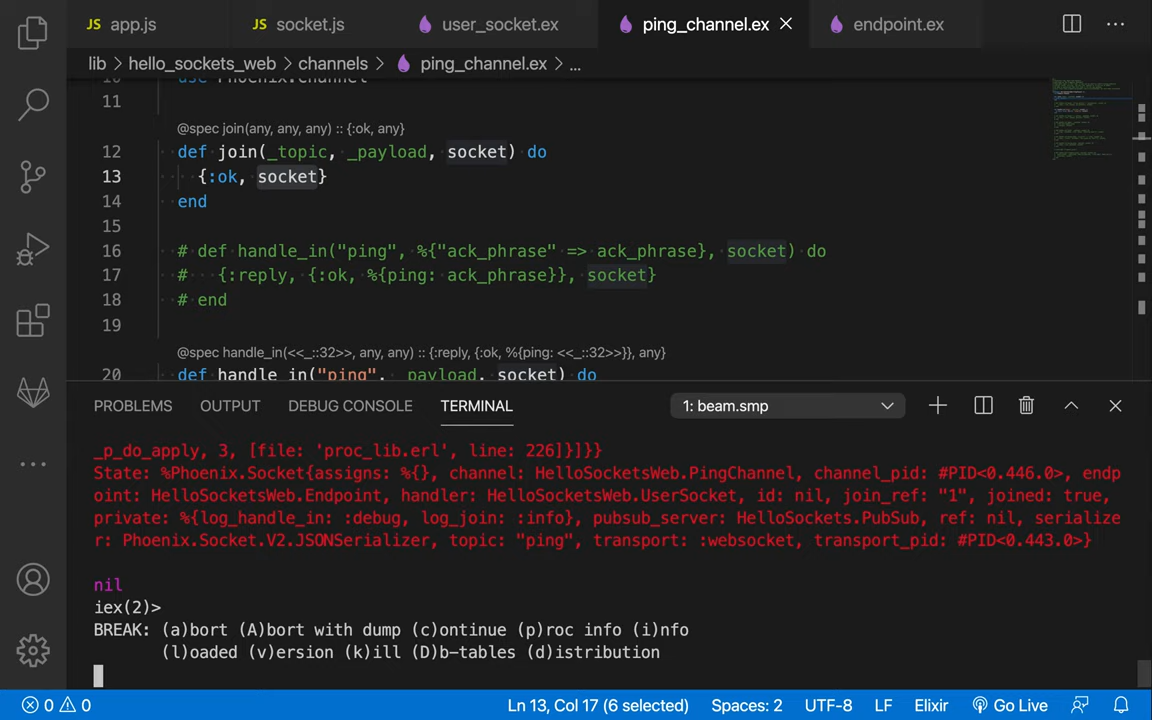 JS app.js JS socket.js user_socket.ex ping_channel.ex endpoint.ex
lib > hello_sockets_web > channels > ping_channel.ex > ...
10 use Phoenix.Channel
11
@spec join(any, any, any) :: {:ok, any}
12 def join(_topic, _payload, socket) do
13 {:ok, socket}
14 end
15
16 # def handle_in("ping", %{"ack_phrase" => ack_phrase}, socket) do
17 # {:reply, {:ok, %{ping: ack_phrase}}, socket}
18 # end
19
@spec handle_in(<<_::32>>, any, any) :: {:reply, {:ok, %{ping: <<_::32>>}}, any}
20 def handle_in("ping", _payload, socket) do
PROBLEMS OUTPUT DEBUG CONSOLE TERMINAL 1: beam.smp
_p_do_apply, 3, [file: 'proc_lib.erl', line: 226]}]}}
State: %Phoenix.Socket{assigns: %{}, channel: HelloSocketsWeb.PingChannel, channel_pid: #PID<0.446.0>, endp
oint: HelloSocketsWeb.Endpoint, handler: HelloSocketsWeb.UserSocket, id: nil, join_ref: "1", joined: true,
private: %{log_handle_in: :debug, log_join: :info}, pubsub_server: HelloSockets.PubSub, ref: nil, serialize
r: Phoenix.Socket.V2.JSONSerializer, topic: "ping", transport: :websocket, transport_pid: #PID<0.443.0>}
nil
iex(2)>
BREAK: (a)bort (A)bort with dump (c)ontinue (p)roc info (i)nfo
(l)oaded (v)ersion (k)ill (D)b-tables (d)istribution
0 0 Ln 13, Col 17 (6 selected) Spaces: 2 UTF-8 LF Elixir Go Live